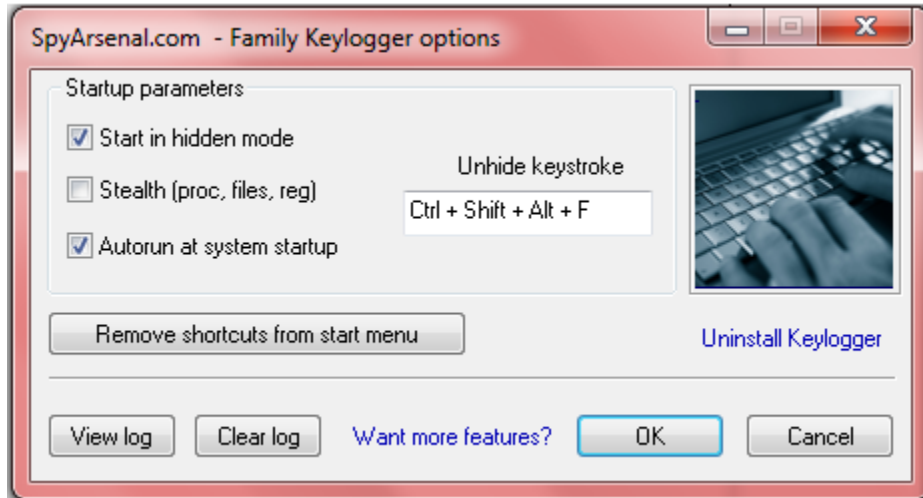 SpyArsenal.com - Family Keylogger options
Startup parameters
Start in hidden mode
Stealth (proc, files, reg)
Autorun at system startup
Unhide keystroke
Ctrl + Shift + Alt + F
Remove shortcuts from start menu
Uninstall Keylogger
View log
Clear log
Want more features?
OK
Cancel